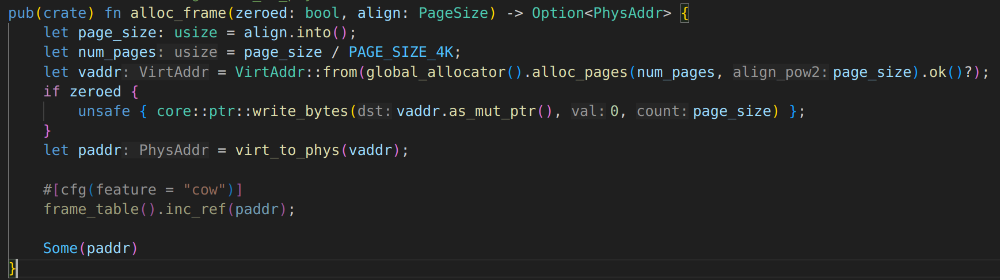 pub(crate) fn alloc_frame(zeroed: bool, align: PageSize) -> Option<PhysAddr> {
    let page_size: usize = align.into();
    let num_pages: usize = page_size / PAGE_SIZE_4K;
    let vaddr: VirtAddr = VirtAddr::from(global_allocator().alloc_pages(num_pages, align_pow2: page_size).ok()?);
    if zeroed {
        unsafe { core::ptr::write_bytes(dst: vaddr.as_mut_ptr(), val: 0, count: page_size) };
    }
    let paddr: PhysAddr = virt_to_phys(vaddr);

    #[cfg(feature = "cow")]
    frame_table().inc_ref(paddr);

    Some(paddr)
}